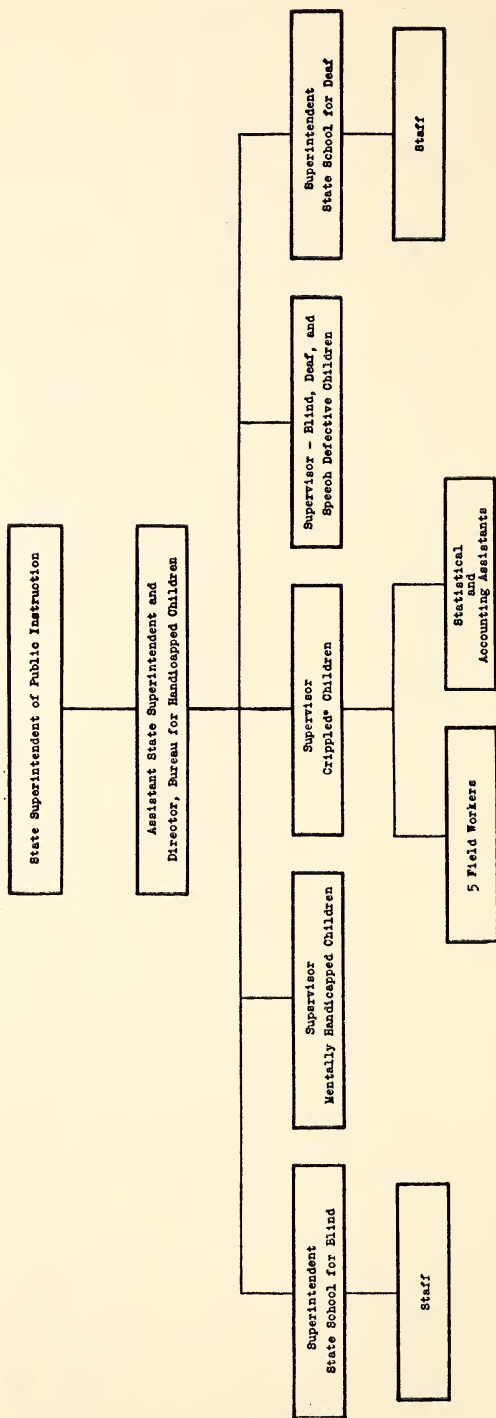 State Superintendent of Public Instruction
Assistant State Superintendent and
Director, Bureau for Handicapped Children
Superintendent
State School for Blind
Staff
Supervisor
Mentally Handicapped Children
Supervisor
Crippled* Children
5 Field Workers
Statistical
and
Accounting Assistants
Supervisor - Blind, Deaf, and
Speech Defective Children
Superintendent
State School for Deaf
Staff